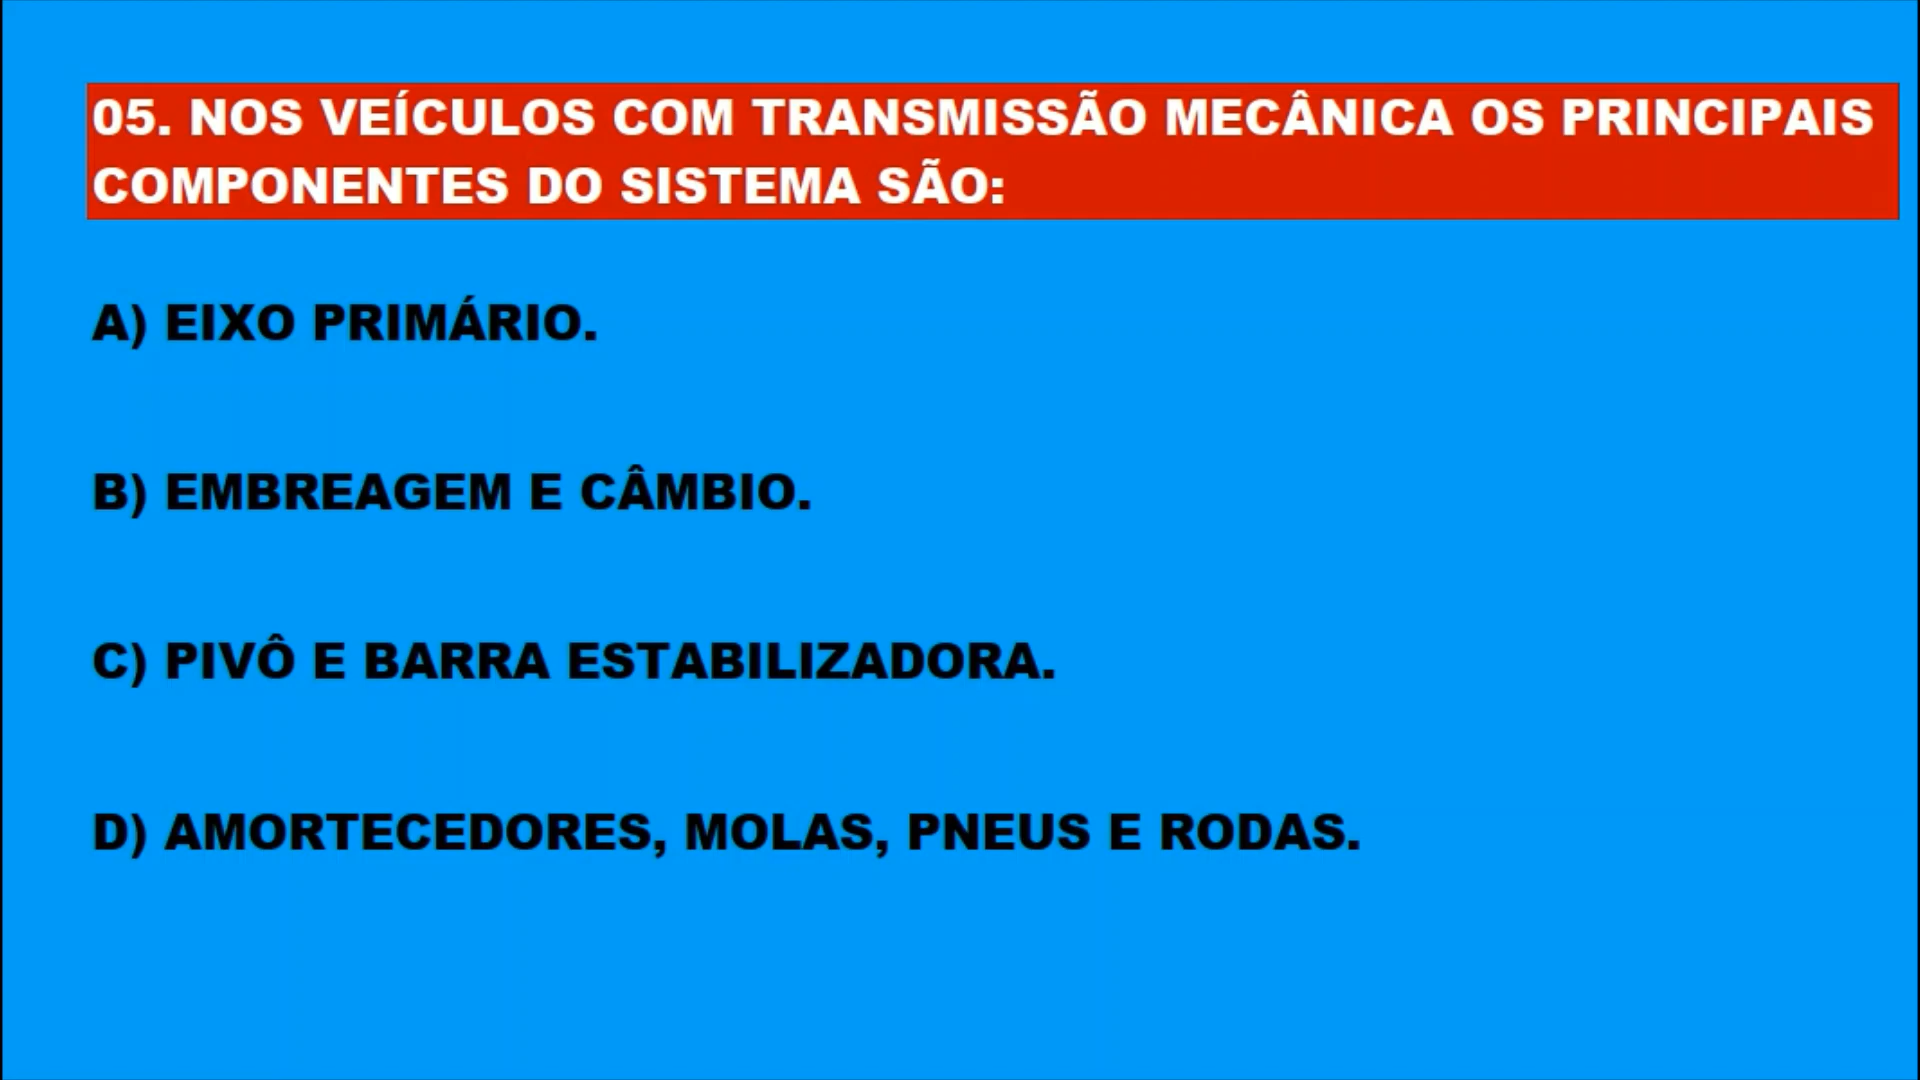 05. NOS VEÍCULOS COM TRANSMISSÃO MECÂNICA OS PRINCIPAIS
COMPONENTES DO SISTEMA SÃO:
A) EIXO PRIMÁRIO.
B) EMBREAGEM E CÂMBIO.
C) PIVÔ E BARRA ESTABILIZADORA.
D) AMORTECEDORES, MOLAS, PNEUS E RODAS.